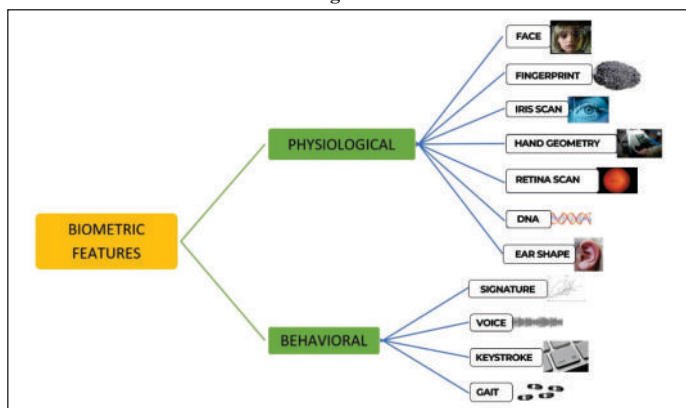 FACE
FINGERPRINT
IRIS SCAN
PHYSIOLOGICAL
HAND GEOMETRY
RETINA SCAN
DNA
EAR SHAPE
BIOMETRIC
FEATURES
SIGNATURE
VOICE
BEHAVIORAL
KEYSTROKE
GAIT